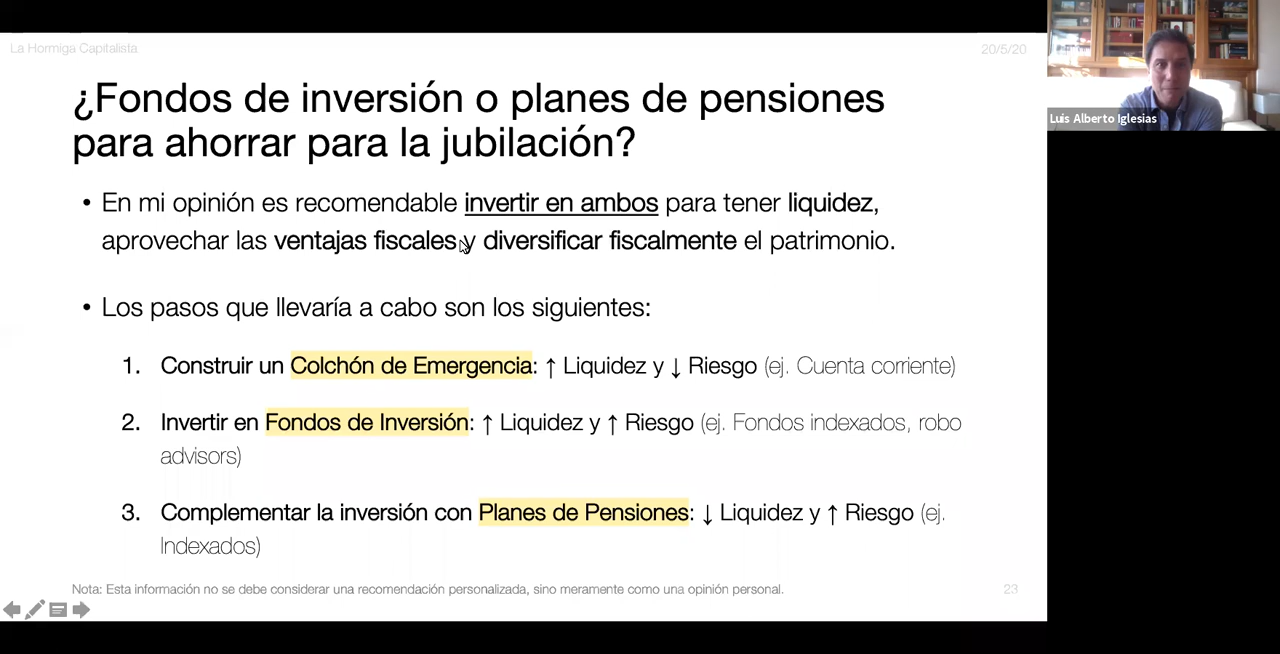 La Hormiga Capitalista
20/5/20
¿Fondos de inversión o planes de pensiones
para ahorrar para la jubilación?
• En mi opinión es recomendable invertir en ambos para tener liquidez,
aprovechar las ventajas fiscales y diversificar fiscalmente el patrimonio.
• Los pasos que llevaría a cabo son los siguientes:
1. Construir un Colchón de Emergencia: ↑ Liquidez y ↓ Riesgo (ej. Cuenta corriente)
2. Invertir en Fondos de Inversión: ↑ Liquidez y ↑ Riesgo (ej. Fondos indexados, robo
advisors)
3. Complementar la inversión con Planes de Pensiones: ↓ Liquidez y ↑ Riesgo (ej.
Indexados)
Nota: Esta información no se debe considerar una recomendación personalizada, sino meramente como una opinión personal.
23
Luis Alberto Iglesias